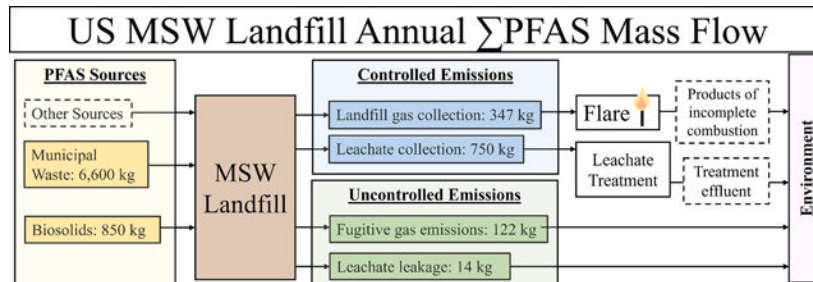 US MSW Landfill Annual ∑PFAS Mass Flow
PFAS Sources
Other Sources
Municipal
Waste: 6,600 kg
Biosolids: 850 kg
MSW
Landfill
Controlled Emissions
Landfill gas collection: 347 kg
Leachate collection: 750 kg
Uncontrolled Emissions
Fugitive gas emissions: 122 kg
Leachate leakage: 14 kg
Flare
Products of
incomplete
combustion
Leachate
Treatment
Treatment
effluent
Environment